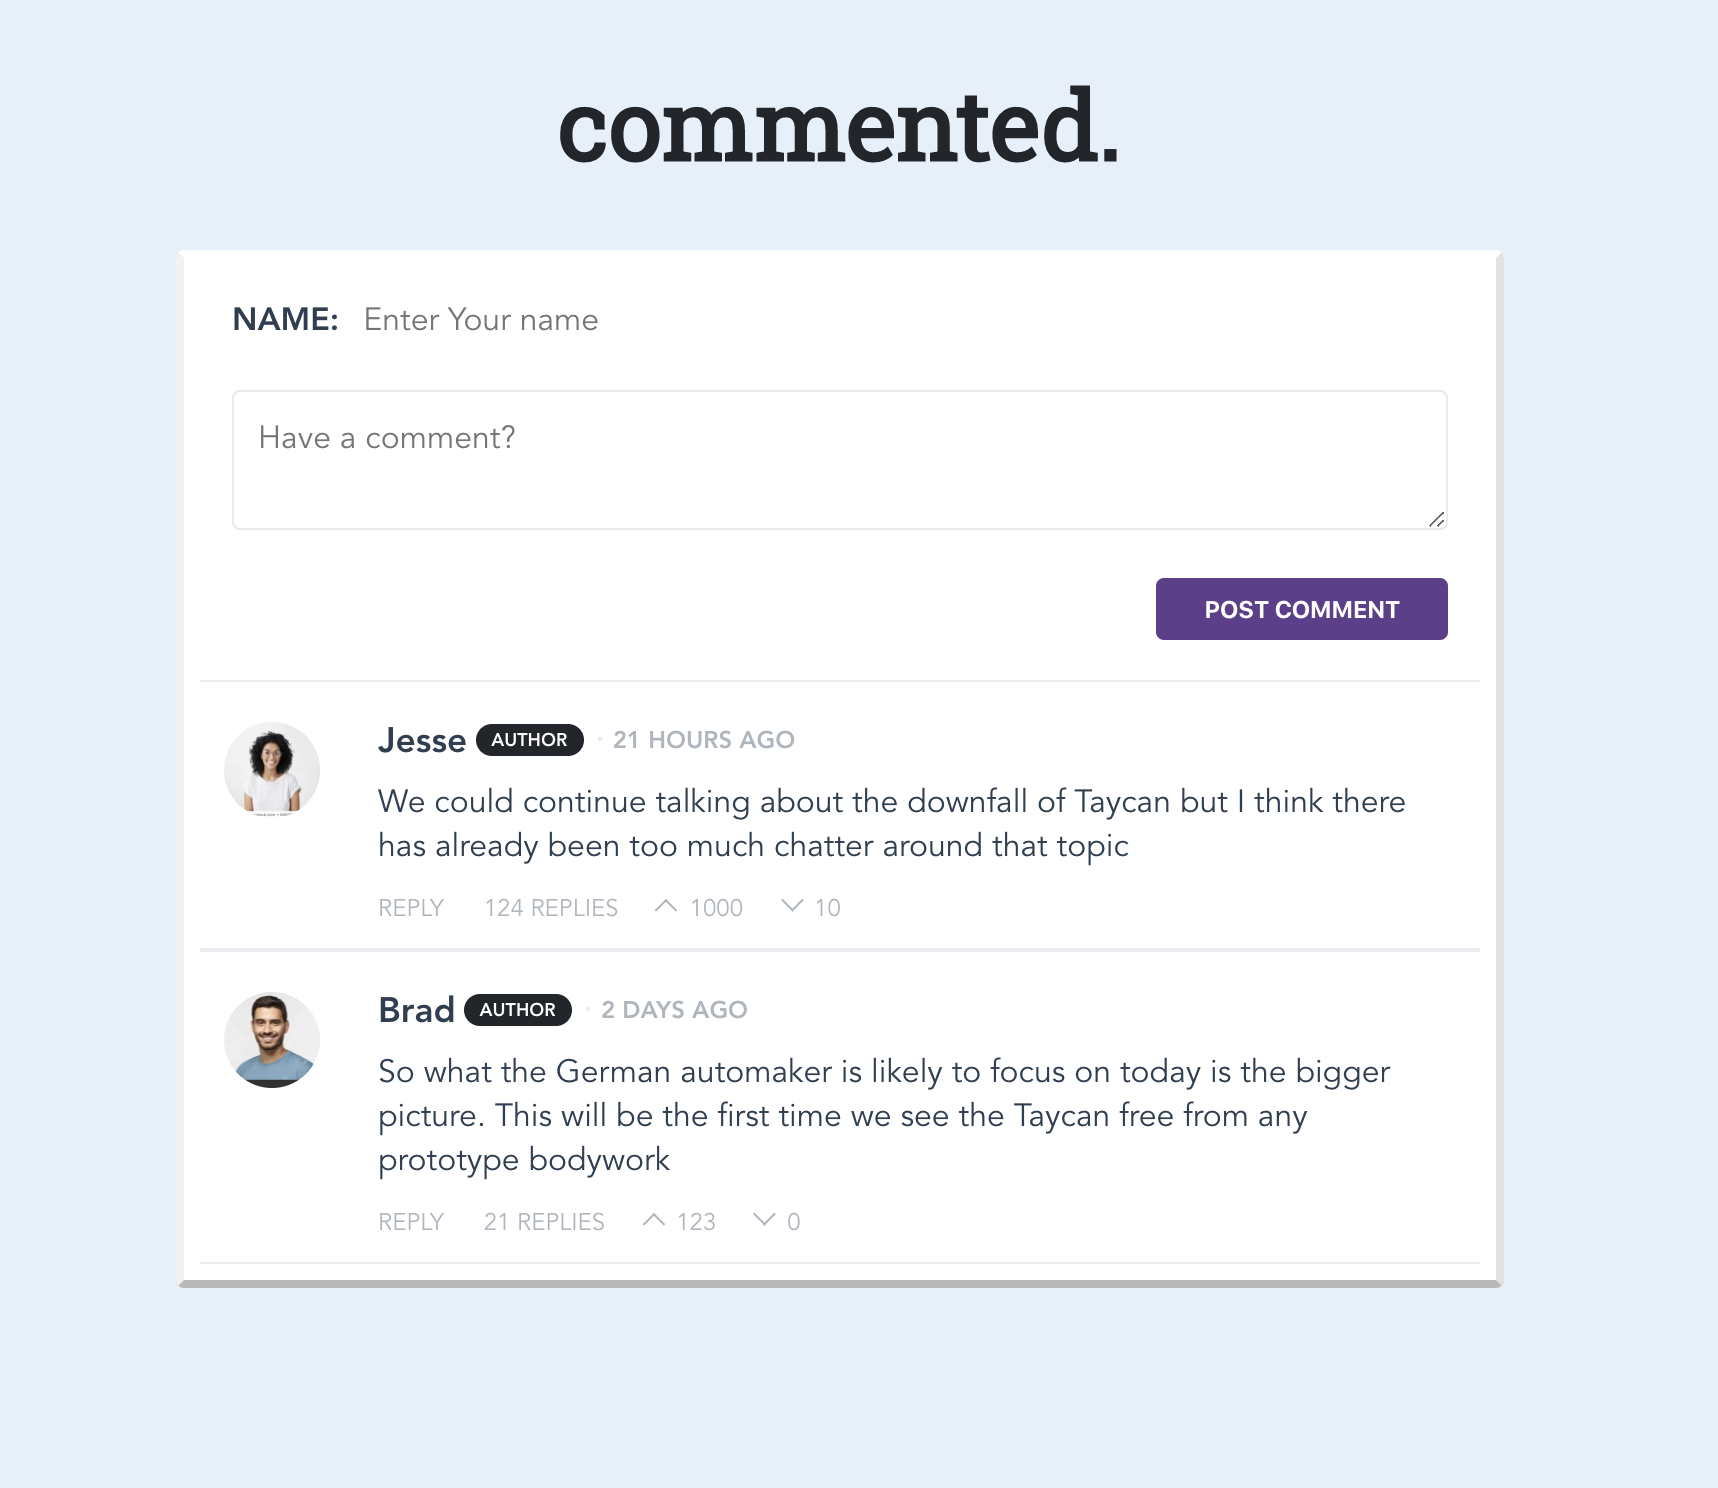 commented.
NAME: Enter Your name
Have a comment?
POST COMMENT
Jesse AUTHOR • 21 HOURS AGO
We could continue talking about the downfall of Taycan but I think there
has already been too much chatter around that topic
REPLY 124 REPLIES 1000 10
Brad AUTHOR • 2 DAYS AGO
So what the German automaker is likely to focus on today is the bigger
picture. This will be the first time we see the Taycan free from any
prototype bodywork
REPLY 21 REPLIES 123 0